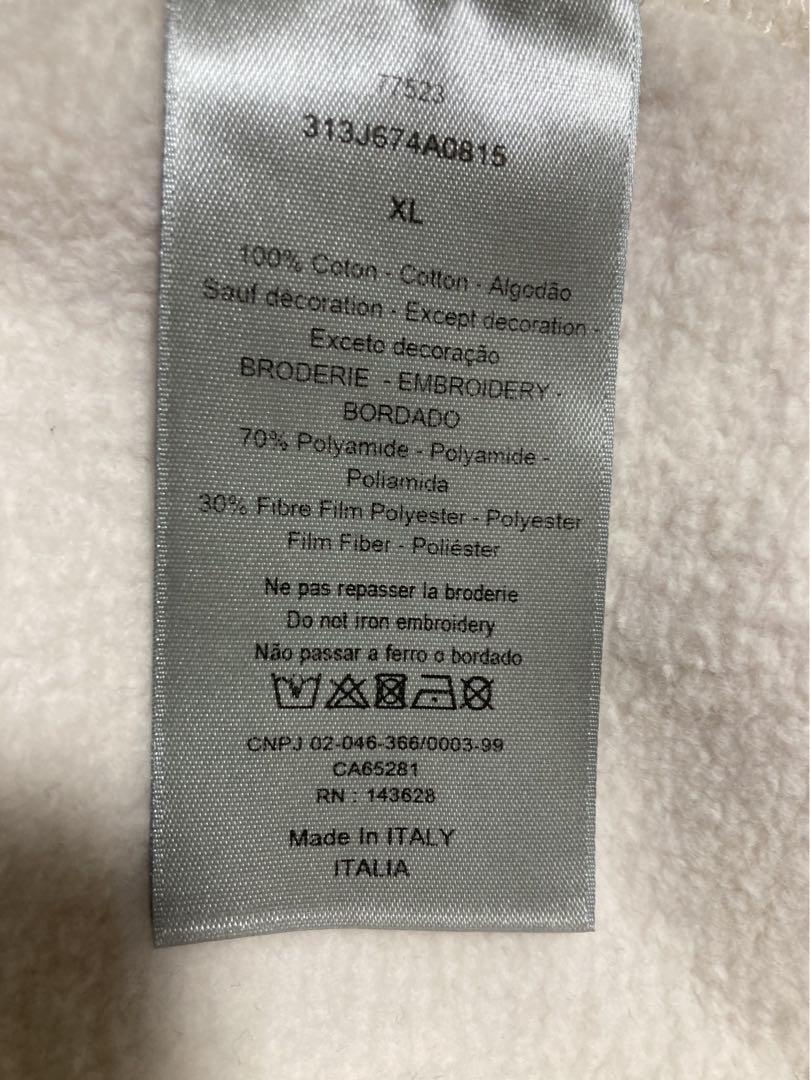 77523
313J674A0815
XL
100% Coton - Cotton - Algodão
Sauf décoration - Except decoration -
Exceto decoração
BRODERIE - EMBROIDERY -
BORDADO
70% Polyamide - Polyamide -
Poliamida
30% Fibre Film Polyester - Polyester
Film Fiber - Poliéster
Ne pas repasser la broderie
Do not iron embroidery
Não passar a ferro o bordado
CNPJ 02-046-366/0003-99
CA65281
RN : 143628
Made In ITALY
ITALIA